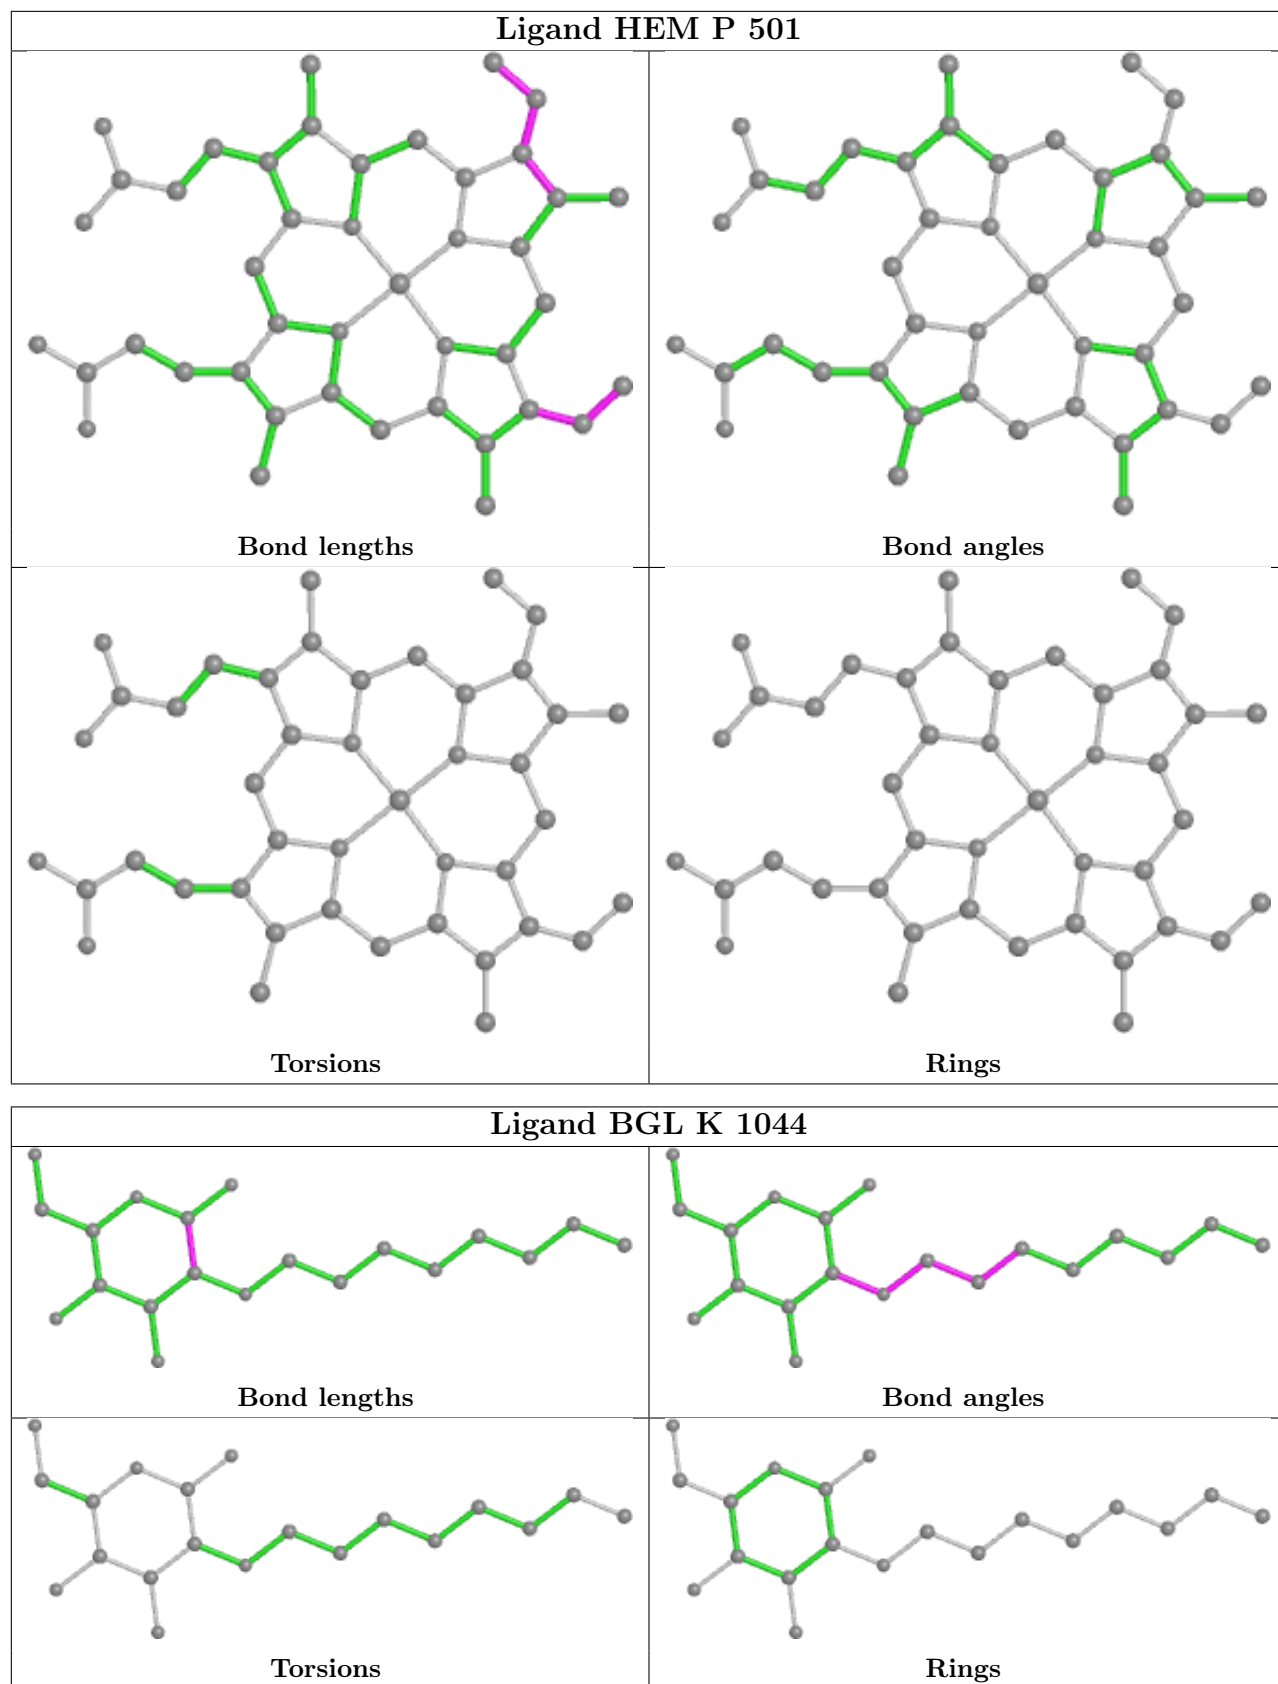 Ligand HEM P 501
Bond lengths
Bond angles
Torsions
Rings
Ligand BGL K 1044
Bond lengths
Bond angles
Torsions
Rings